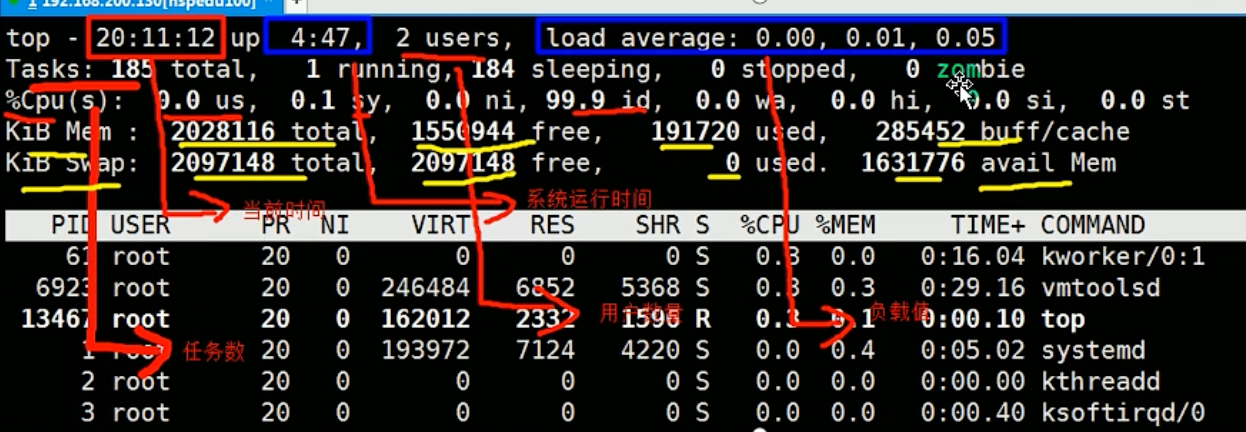 1 192.168.200.130[hspedu100]
top - 20:11:12 up 4:47, 2 users, load average: 0.00, 0.01, 0.05
Tasks: 185 total, 1 running, 184 sleeping, 0 stopped, 0 zombie
%Cpu(s): 0.0 us, 0.1 sy, 0.0 ni, 99.9 id, 0.0 wa, 0.0 hi, 0.0 si, 0.0 st
KiB Mem : 2028116 total, 1550944 free, 191720 used, 285452 buff/cache
KiB Swap: 2097148 total, 2097148 free, 0 used. 1631776 avail Mem
系统运行时间
当前时间
PID USER PR NI VIRT RES SHR S %CPU %MEM TIME+ COMMAND
61 root 20 0 0 0 0 S 0.3 0.0 0:16.04 kworker/0:1
6923 root 20 0 246484 6852 5368 S 0.3 0.3 0:29.16 vmtoolsd
用户数量
负载值
13467 root 20 0 162012 2332 1590 R 0.3 0.1 0:00.10 top
任务数
1 root 20 0 193972 7124 4220 S 0.0 0.4 0:05.02 systemd
2 root 20 0 0 0 0 S 0.0 0.0 0:00.00 kthreadd
3 root 20 0 0 0 0 S 0.0 0.0 0:00.40 ksoftirqd/0